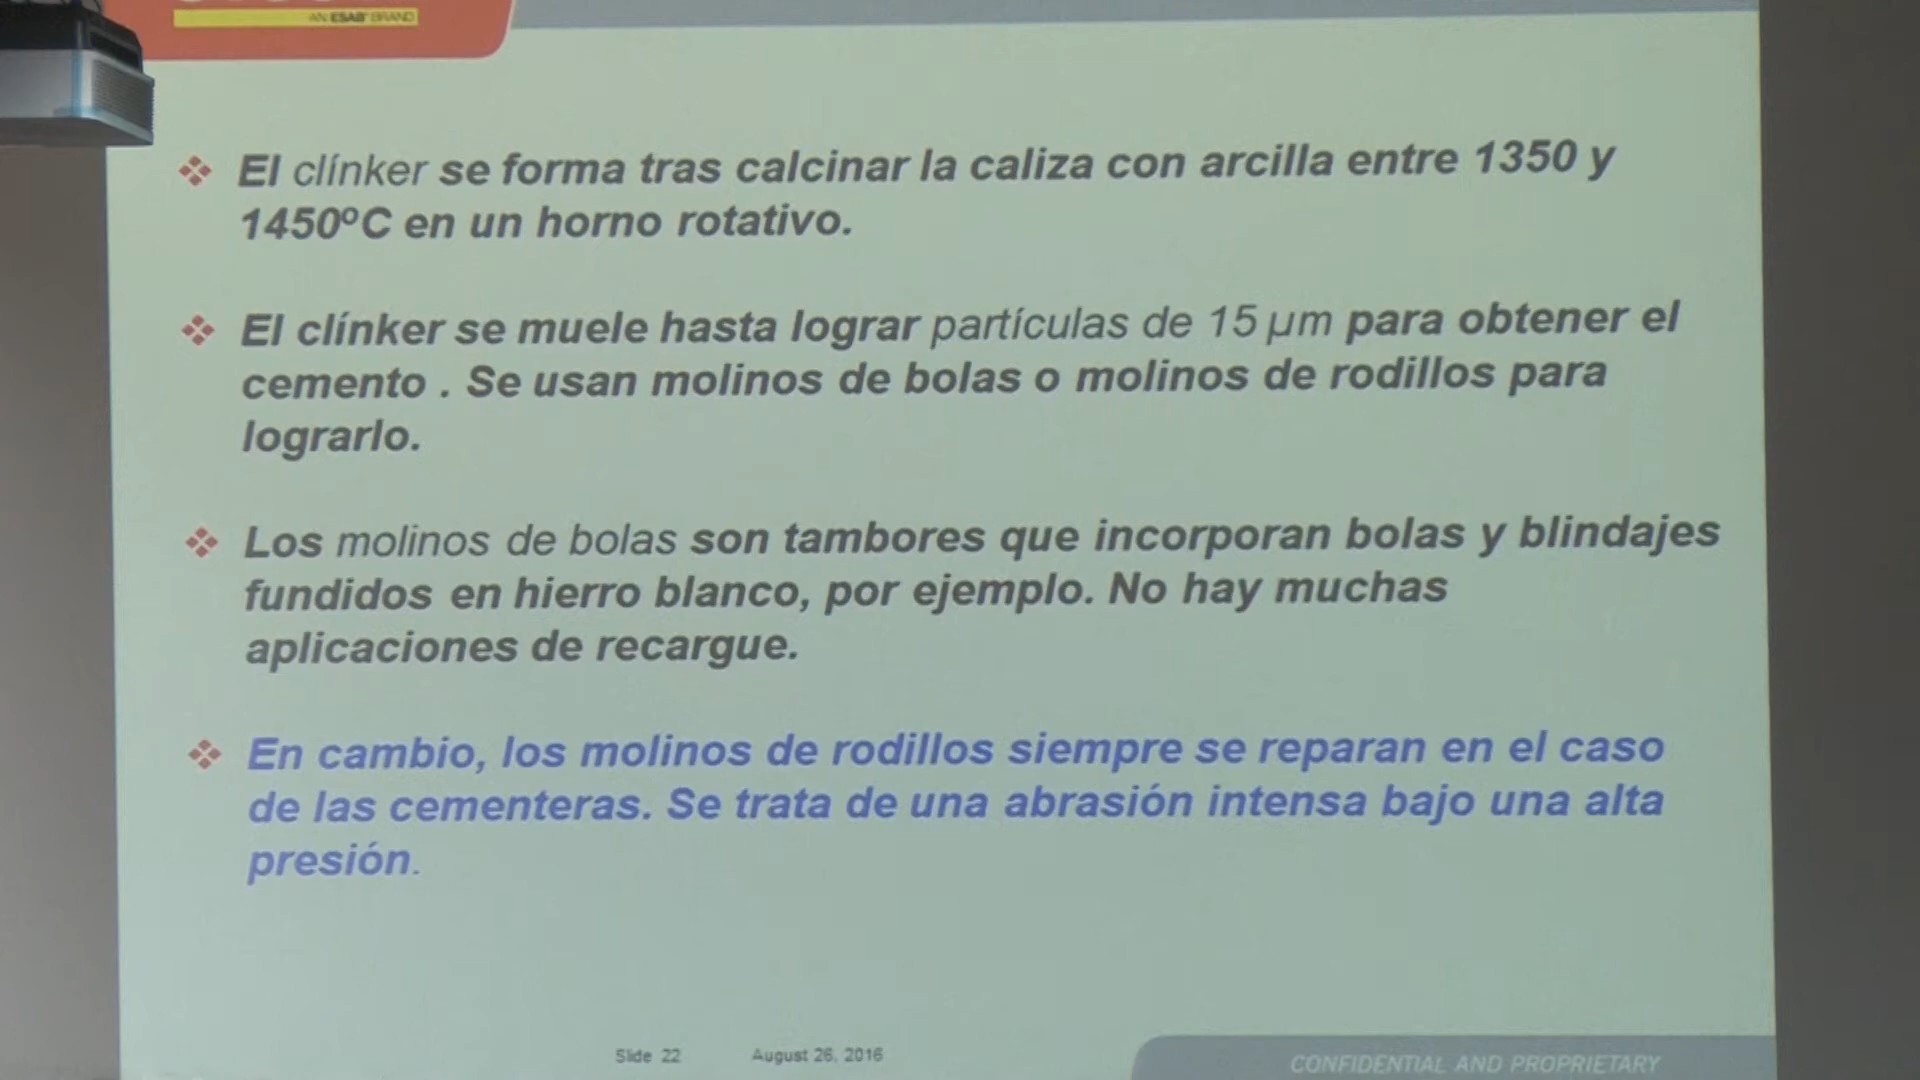 AN ESAB BRAND
El clínker se forma tras calcinar la caliza con arcilla entre 1350 y
1450ºC en un horno rotativo.
El clínker se muele hasta lograr partículas de 15 µm para obtener el
cemento . Se usan molinos de bolas o molinos de rodillos para
lograrlo.
Los molinos de bolas son tambores que incorporan bolas y blindajes
fundidos en hierro blanco, por ejemplo. No hay muchas
aplicaciones de recargue.
En cambio, los molinos de rodillos siempre se reparan en el caso
de las cementeras. Se trata de una abrasión intensa bajo una alta
presión.
Slide 22 August 26, 2016
CONFIDENTIAL AND PROPRIETARY